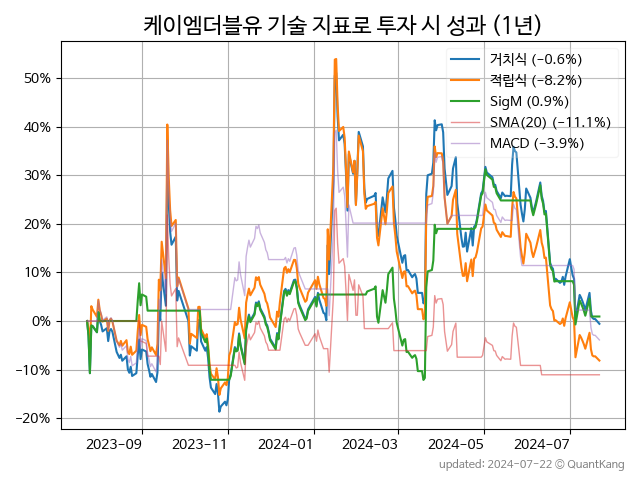 케이엠더블유 기술 지표로 투자 시 성과 (1년)
거치식 (−0.6%)
적립식 (−8.2%)
SigM (0.9%)
SMA(20) (−11.1%)
MACD (−3.9%)
50%
40%
30%
20%
10%
0%
−10%
−20%
2023-09 2023-11 2024-01 2024-03 2024-05 2024-07
updated: 2024-07-22 © QuantKang